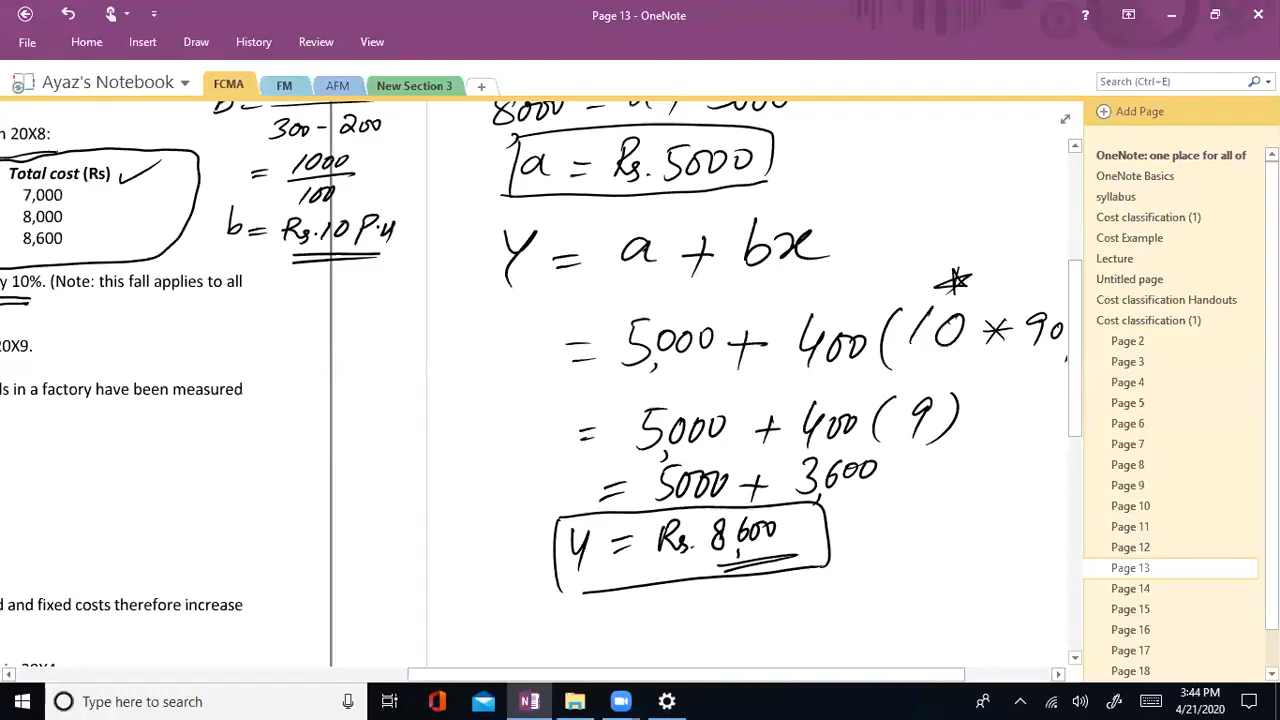 Page 13 - OneNote
File Home Insert Draw History Review View
Ayaz's Notebook FCMA FM AFM New Section 3
Search (Ctrl+E)
Add Page
n 20X8:
Total cost (Rs)
7,000
8,000
8,600
y 10%. (Note: this fall applies to all
20X9.
ds in a factory have been measured
d and fixed costs therefore increase
300 - 200
= 1000
100
b = Rs. 10 P.U
a = Rs. 5000
Y = a + bx
= 5,000 + 400 ( 10 * 90
= 5,000 + 400 ( 9 )
= 5000 + 3,600
Y = Rs. 8,600
OneNote: one place for all of
OneNote Basics
syllabus
Cost classification (1)
Cost Example
Lecture
Untitled page
Cost classification Handouts
Cost classification (1)
Page 2
Page 3
Page 4
Page 5
Page 6
Page 7
Page 8
Page 9
Page 10
Page 11
Page 12
Page 13
Page 14
Page 15
Page 16
Page 17
Page 18
Type here to search
3:44 PM
4/21/2020